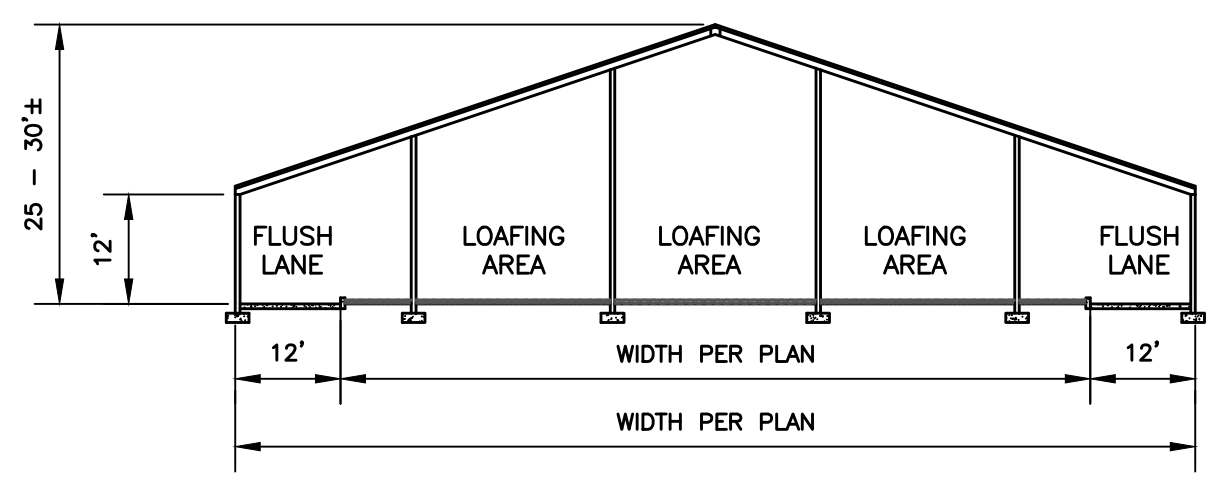 25 - 30'±
12'
FLUSH
LANE
LOAFING
AREA
LOAFING
AREA
LOAFING
AREA
FLUSH
LANE
12'
WIDTH PER PLAN
12'
WIDTH PER PLAN